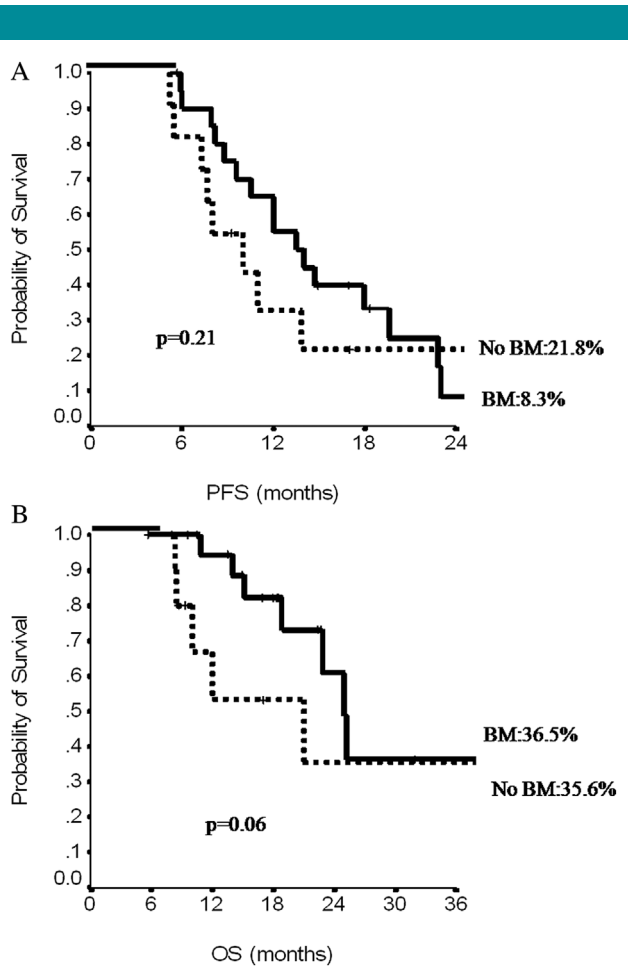 A
1.0
.9
.8
.7
.6
.5
.4
.3
.2
.1
0.0
Probability of Survival
p=0.21
No BM:21.8%
BM:8.3%
0 6 12 18 24
PFS (months)
B
1.0
.9
.8
.7
.6
.5
.4
.3
.2
.1
0.0
Probability of Survival
BM:36.5%
No BM:35.6%
p=0.06
0 6 12 18 24 30 36
OS (months)